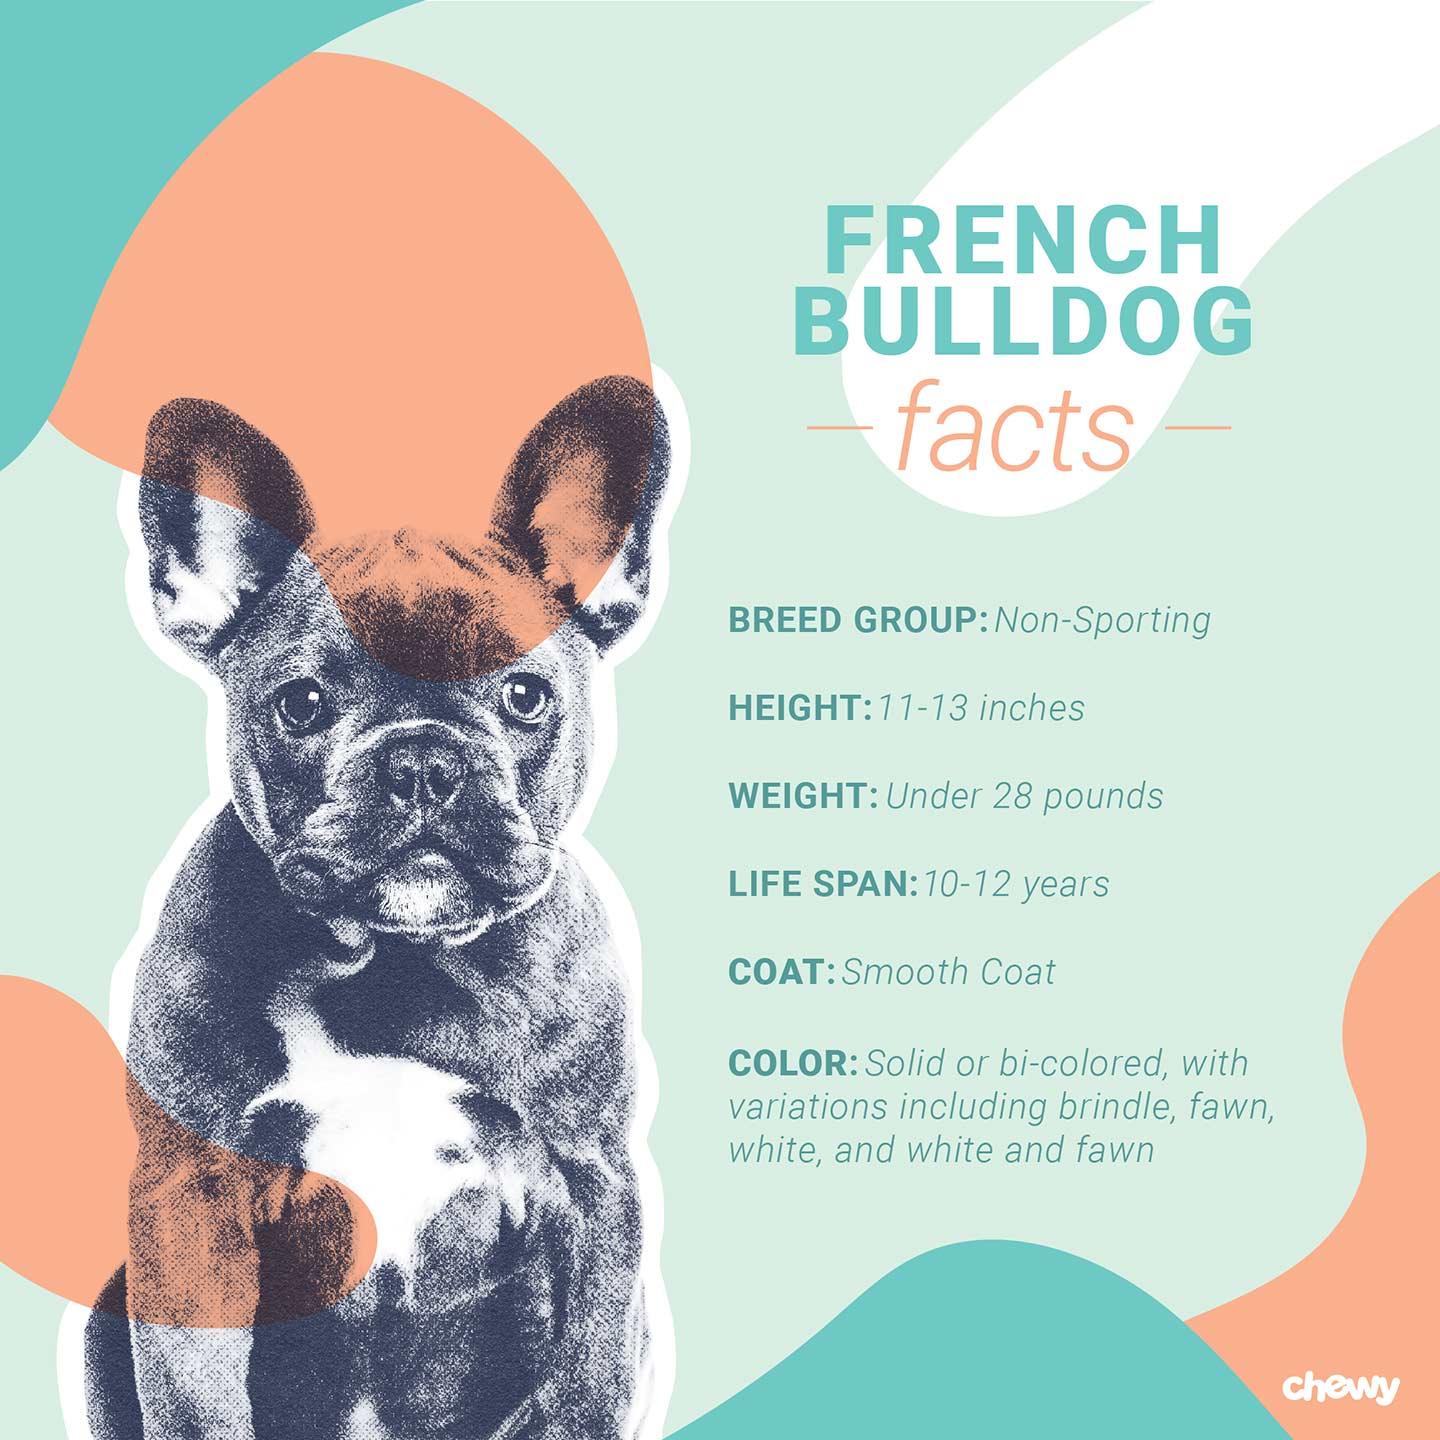 FRENCH
BULLDOG
facts
BREED GROUP: Non-Sporting
HEIGHT: 11-13 inches
WEIGHT: Under 28 pounds
LIFE SPAN: 10-12 years
COAT: Smooth Coat
COLOR: Solid or bi-colored, with
variations including brindle, fawn,
white, and white and fawn
chewy